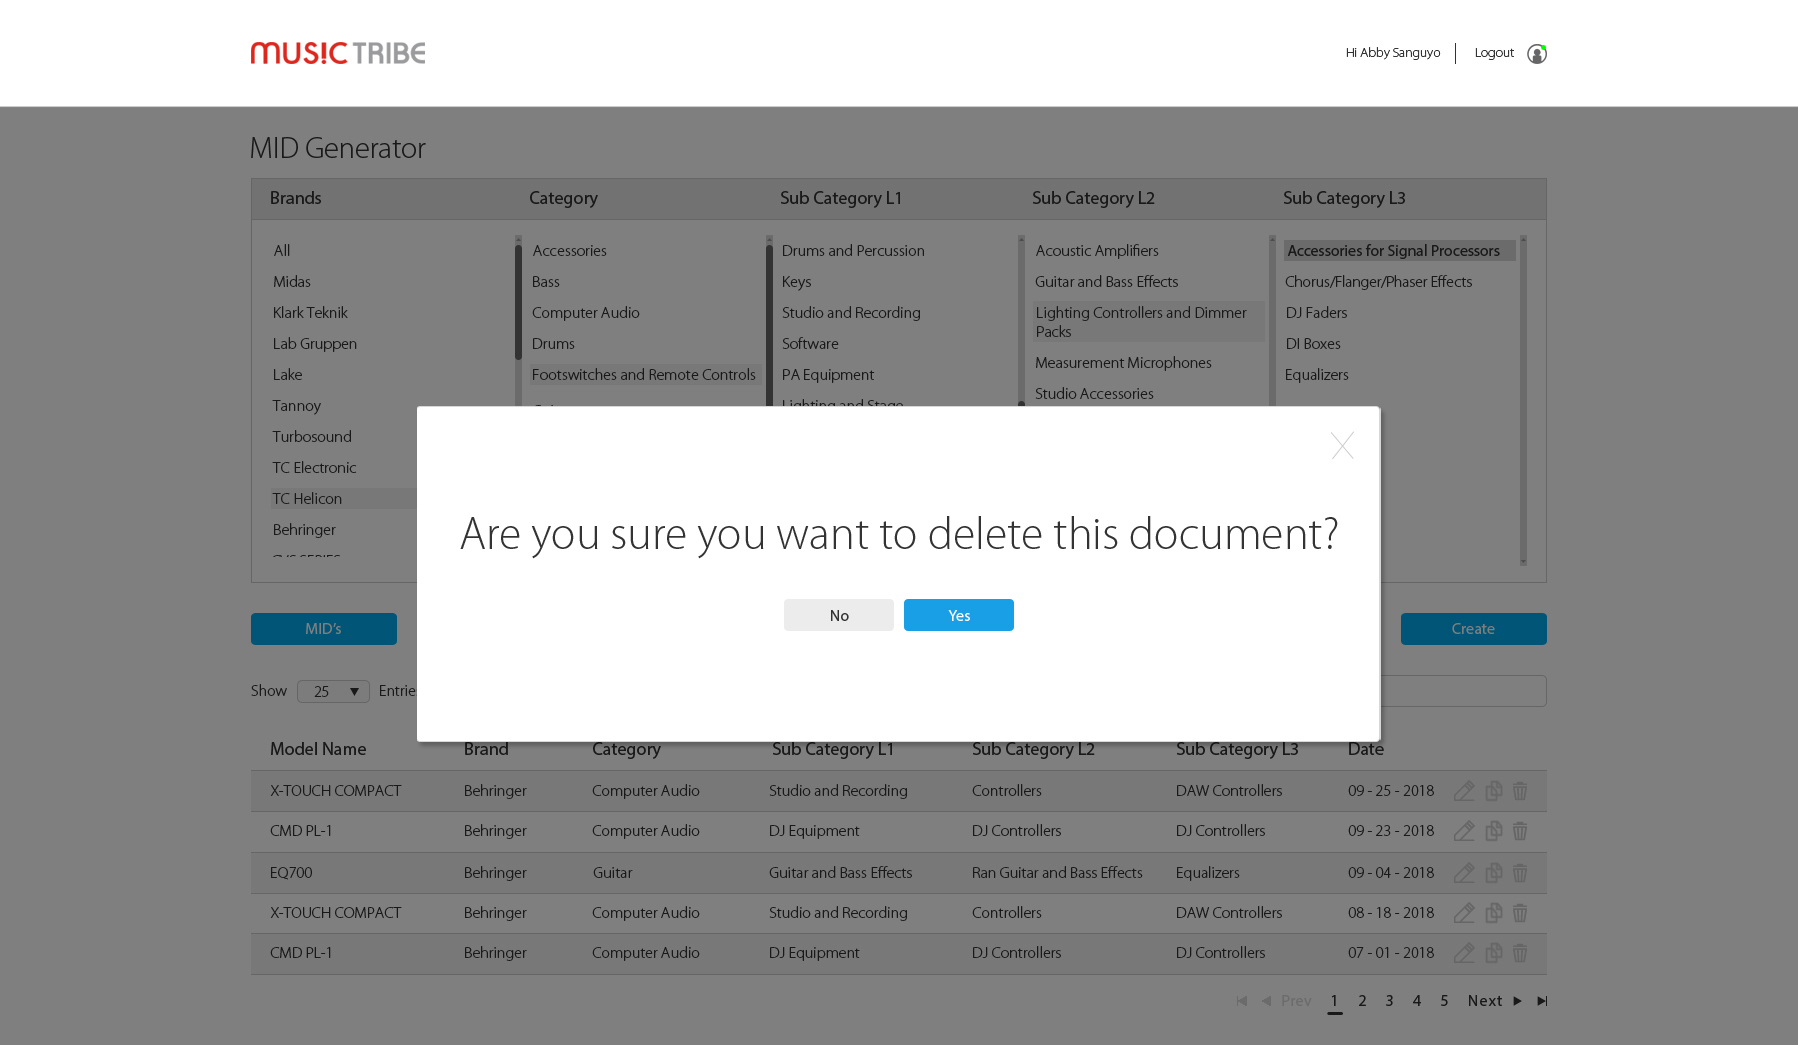 MUSIC TRIBE
Hi Abby Sanguyo
Logout
MID Generator
Brands Category Sub Category L1 Sub Category L2 Sub Category L3
All Accessories Drums and Percussion Acoustic Amplifiers Accessories for Signal Processors
Midas Bass Keys Guitar and Bass Effects Chorus/Flanger/Phaser Effects
Klark Teknik Computer Audio Studio and Recording Lighting Controllers and Dimmer DJ Faders
Packs
Lab Gruppen Drums Software DI Boxes
Lake Footswitches and Remote Controls PA Equipment Measurement Microphones Equalizers
Tannoy Lighting and Stage Studio Accessories
Turbosound
TC Electronic
TC Helicon
Behringer
X
Are you sure you want to delete this document?
No Yes
MID's Create
Show 25 Entrie
Model Name Brand Category Sub Category L1 Sub Category L2 Sub Category L3 Date
X-TOUCH COMPACT Behringer Computer Audio Studio and Recording Controllers DAW Controllers 09 - 25 - 2018
CMD PL-1 Behringer Computer Audio DJ Equipment DJ Controllers DJ Controllers 09 - 23 - 2018
EQ700 Behringer Guitar Guitar and Bass Effects Ran Guitar and Bass Effects Equalizers 09 - 04 - 2018
X-TOUCH COMPACT Behringer Computer Audio Studio and Recording Controllers DAW Controllers 08 - 18 - 2018
CMD PL-1 Behringer Computer Audio DJ Equipment DJ Controllers DJ Controllers 07 - 01 - 2018
Prev 1 2 3 4 5 Next